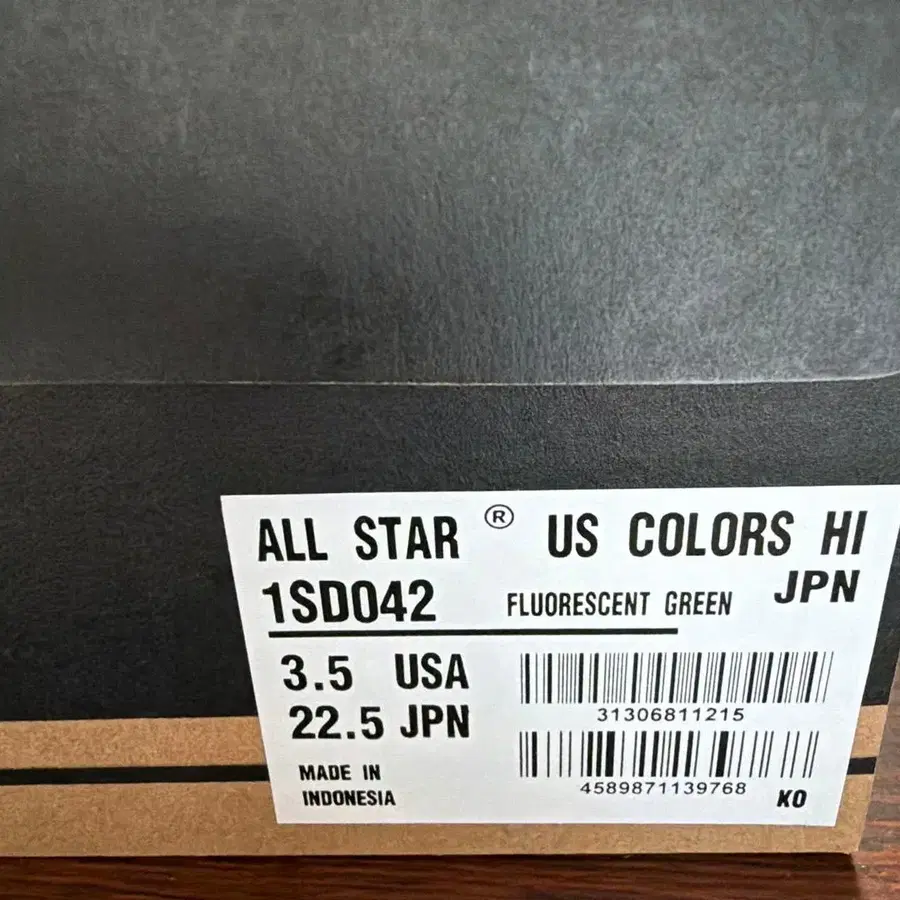 ALL STAR ® US COLORS HI
1SD042 FLUORESCENT GREEN JPN
3.5 USA
31306811215
22.5 JPN
4589871139768
MADE IN
INDONESIA
KO